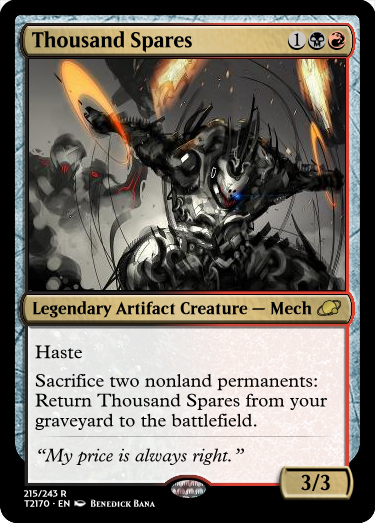 Thousand Spares 1
Legendary Artifact Creature — Mech
Haste
Sacrifice two nonland permanents:
Return Thousand Spares from your
graveyard to the battlefield.
“My price is always right.”
3/3
215/243 R
T2170 · EN Benedick Bana